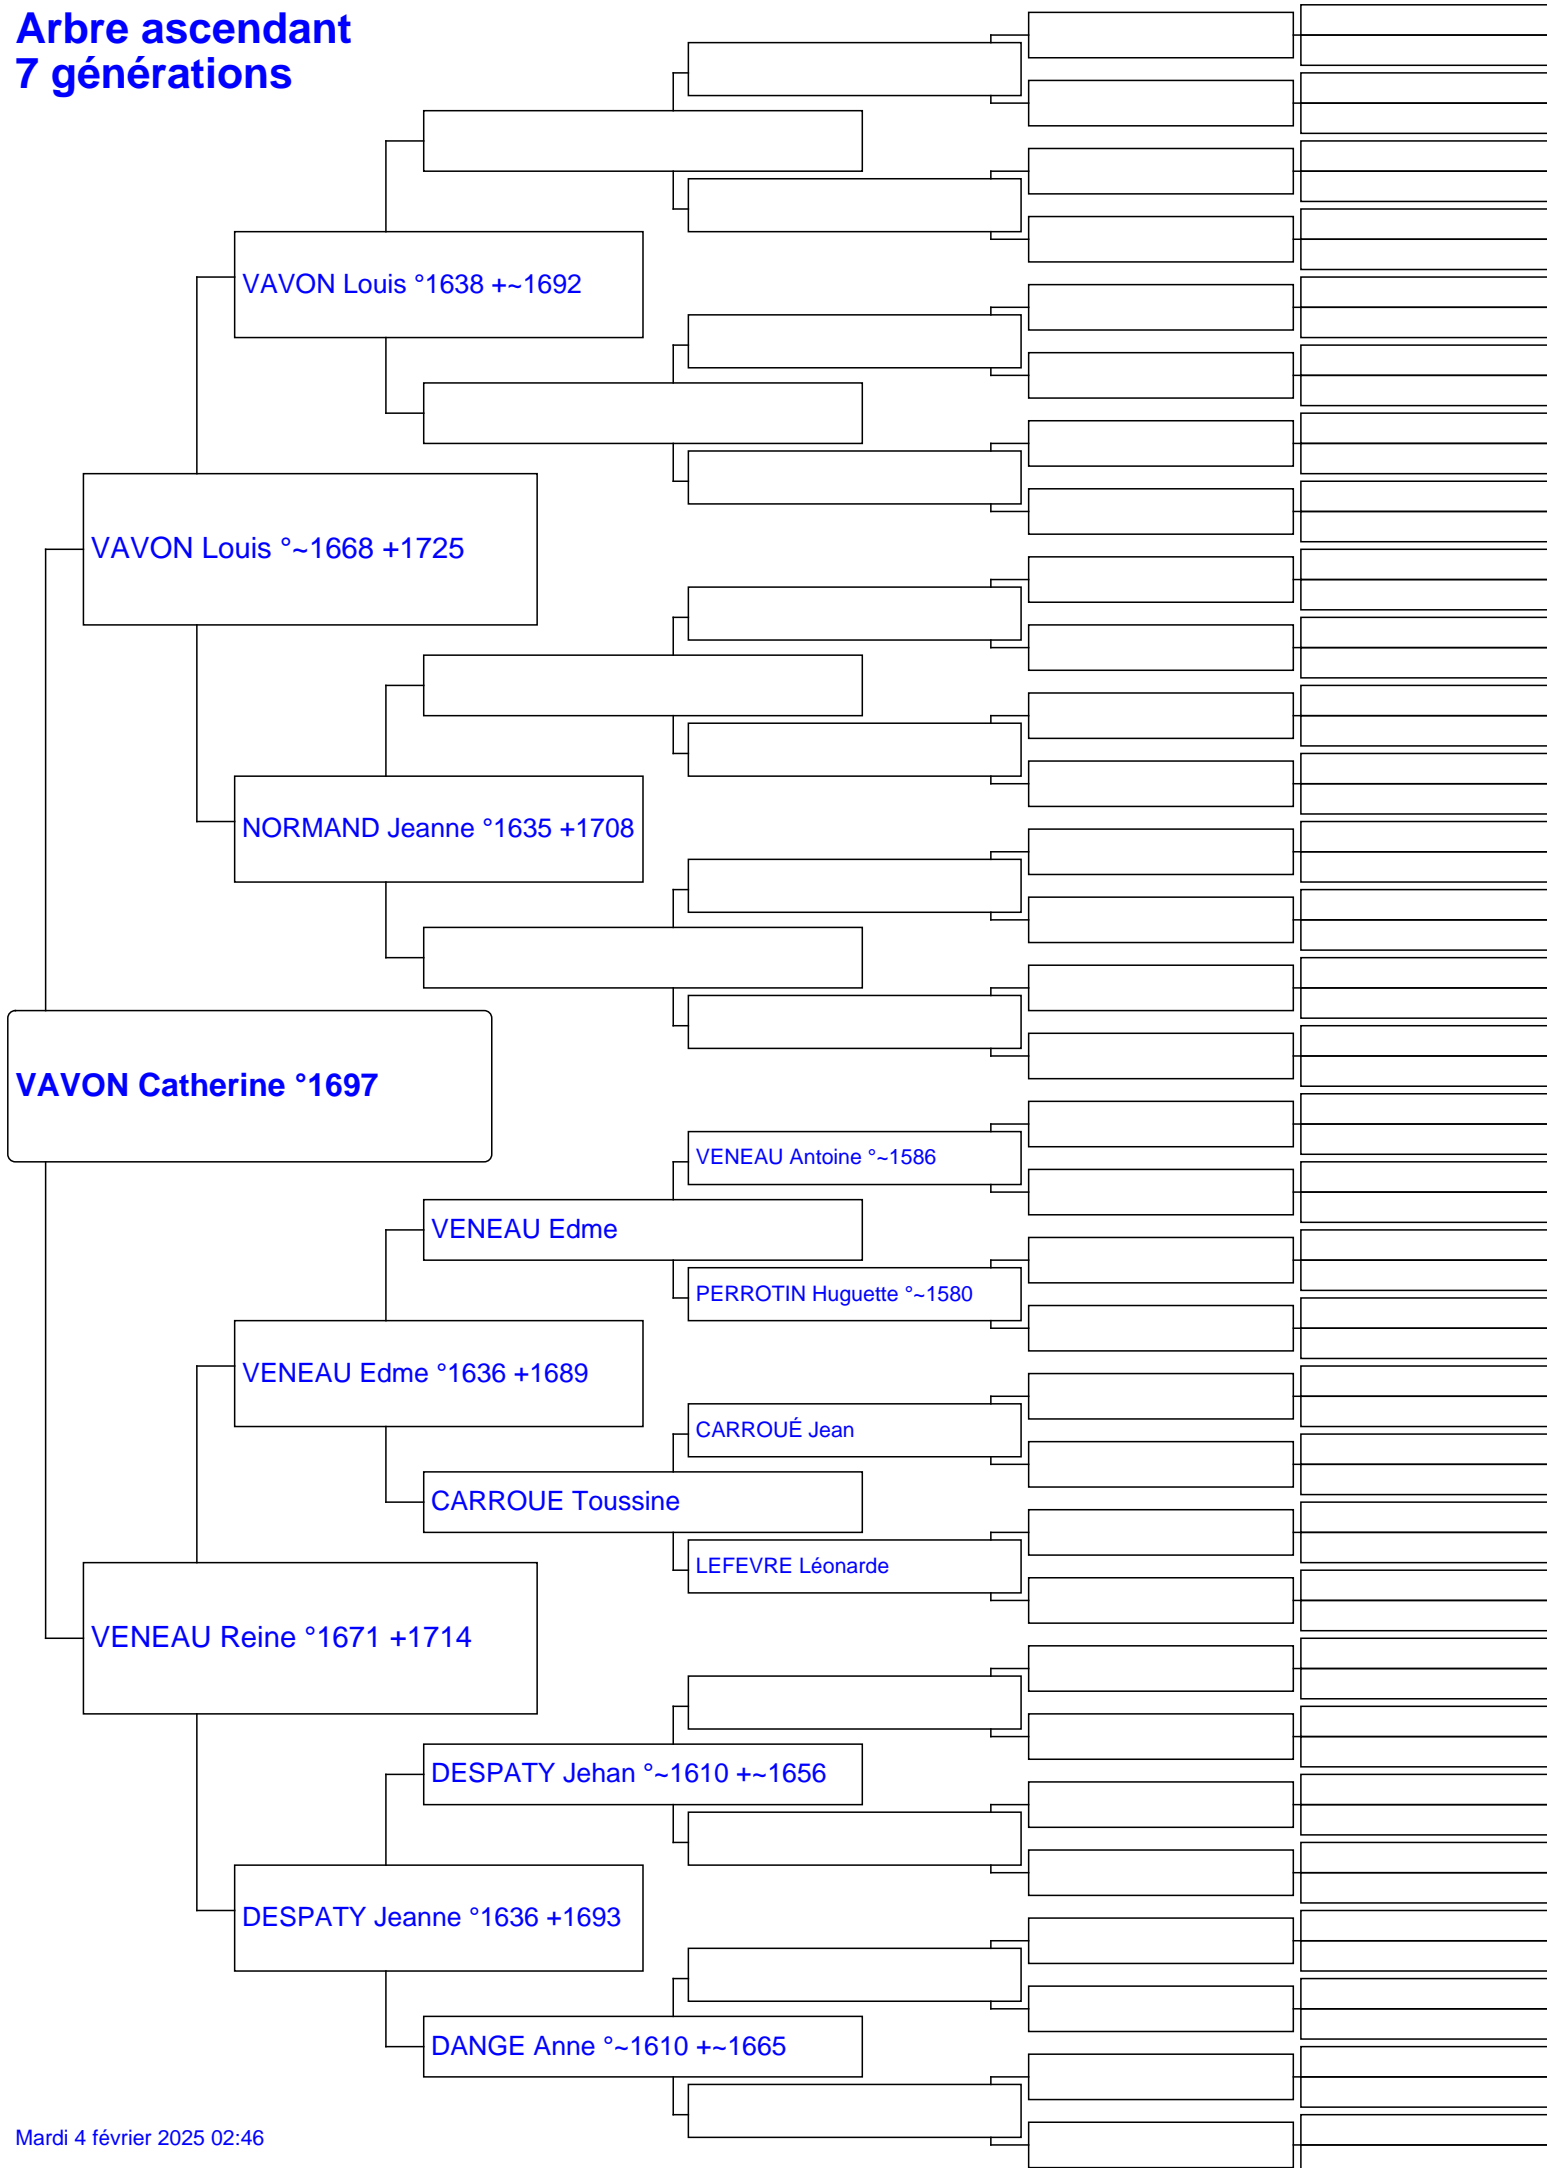 Arbre ascendant
7 générations
VAVON Louis °1638 +~1692
VAVON Louis °~1668 +1725
NORMAND Jeanne °1635 +1708
VAVON Catherine °1697
VENEAU Antoine °~1586
VENEAU Edme
PERROTIN Huguette °~1580
VENEAU Edme °1636 +1689
CARROUÉ Jean
CARROUE Toussine
LEFEVRE Léonarde
VENEAU Reine °1671 +1714
DESPATY Jehan °~1610 +~1656
DESPATY Jeanne °1636 +1693
DANGE Anne °~1610 +~1665
Mardi 4 février 2025 02:46